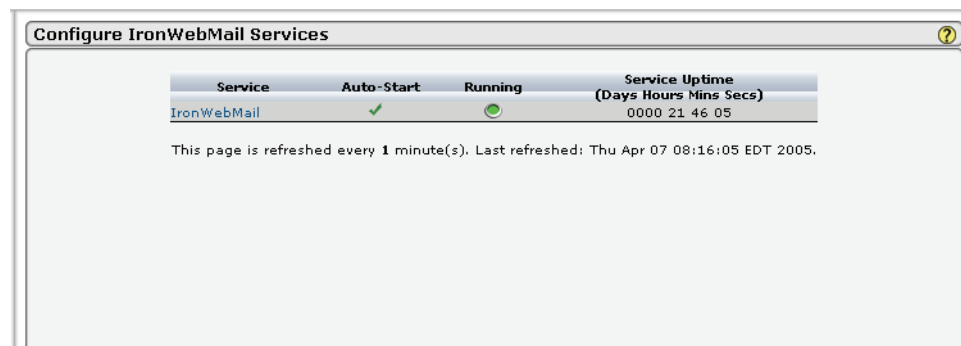 Configure IronWebMail Services
?
Service Auto-Start Running Service Uptime
(Days Hours Mins Secs)
IronWebMail 0000 21 46 05
This page is refreshed every 1 minute(s). Last refreshed: Thu Apr 07 08:16:05 EDT 2005.